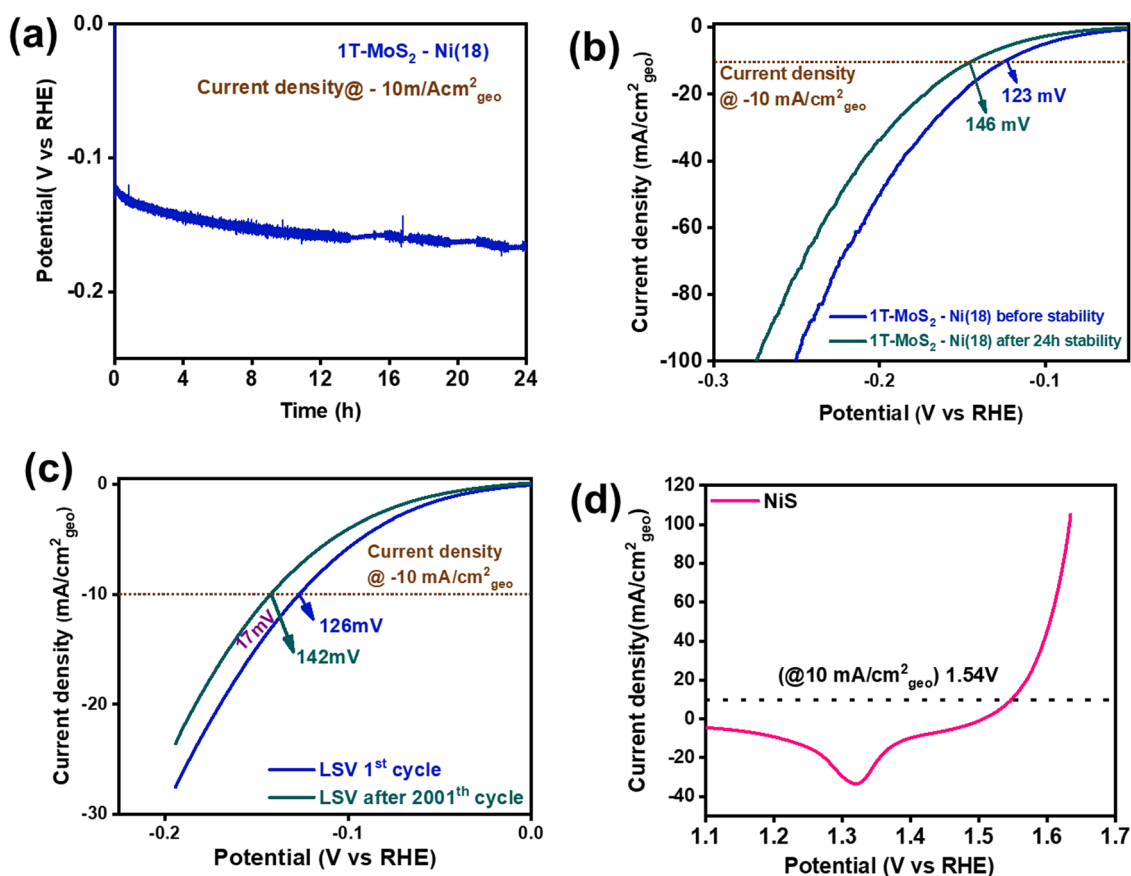 (a)
0.0
-0.1
-0.2
Potential( V vs RHE)
1T-MoS₂ - Ni(18)
Current density@ - 10m/Acm²geo
0 4 8 12 16 20 24
Time (h)
(b)
0
-20
-40
-60
-80
-100
Current density (mA/cm²geo)
Current density
@ -10 mA/cm²geo
123 mV
146 mV
1T-MoS₂ - Ni(18) before stability
1T-MoS₂ - Ni(18) after 24h stability
-0.3 -0.2 -0.1
Potential (V vs RHE)
(c)
0
-10
-20
-30
Current density (mA/cm²geo)
Current density
@ -10 mA/cm²geo
17mV
126mV
142mV
LSV 1ˢᵗ cycle
LSV after 2001ᵗʰ cycle
-0.2 -0.1 0.0
Potential (V vs RHE)
(d)
120
100
80
60
40
20
0
-20
-40
Current density(mA/cm²geo)
NiS
(@10 mA/cm²geo) 1.54V
1.1 1.2 1.3 1.4 1.5 1.6 1.7
Potential (V vs RHE)